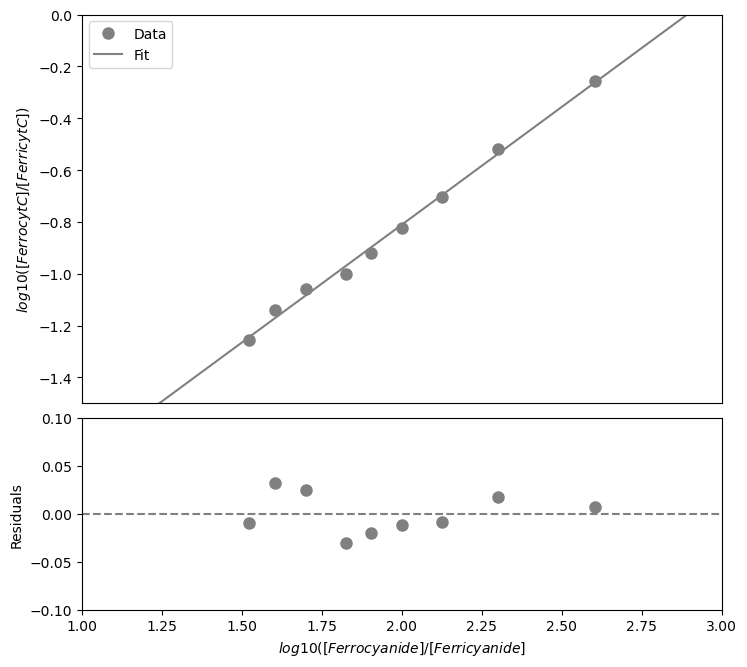 0.0
−0.2
−0.4
−0.6
−0.8
−1.0
−1.2
−1.4
log10([FerrocytC]/[FerricytC])
Data
Fit
0.10
0.05
0.00
−0.05
−0.10
Residuals
1.00 1.25 1.50 1.75 2.00 2.25 2.50 2.75 3.00
log10([Ferrocyanide]/[Ferricyanide]